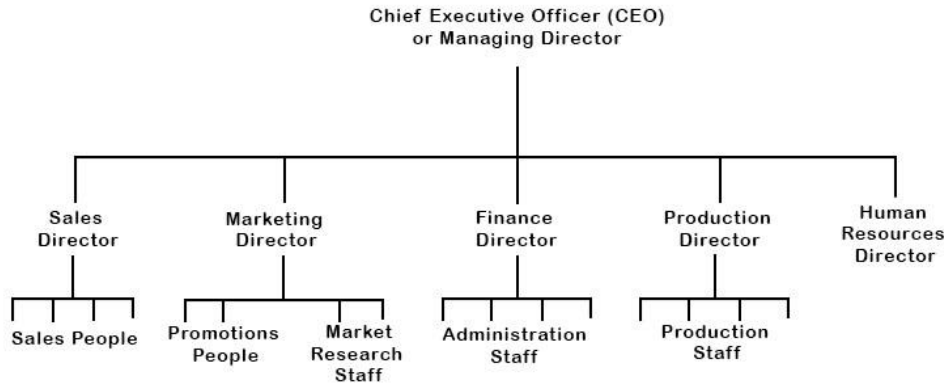 Chief Executive Officer (CEO)
or Managing Director
Sales
Director
Marketing
Director
Finance
Director
Production
Director
Human
Resources
Director
Sales People
Promotions
People
Market
Research
Staff
Administration
Staff
Production
Staff